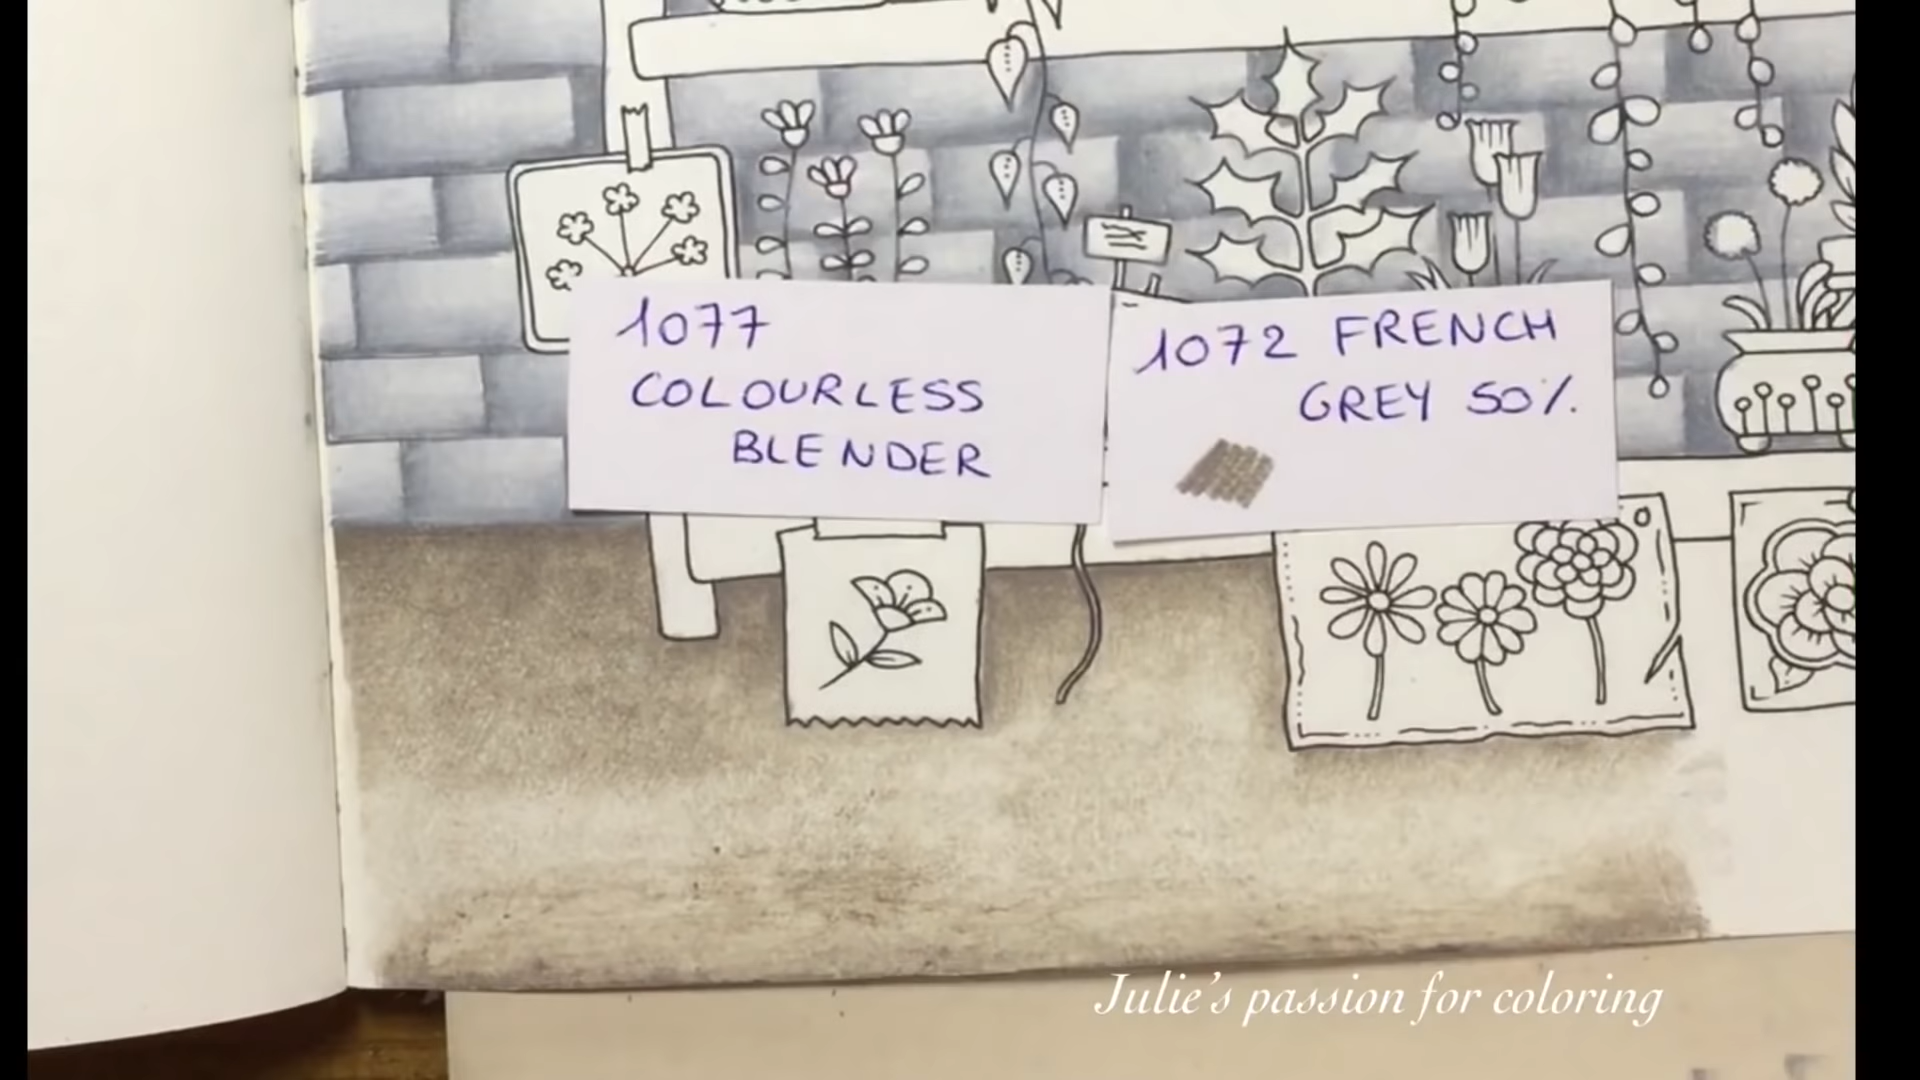 1077
COLOURLESS
BLENDER
1072 FRENCH
GREY 50%.
Julie's passion for coloring